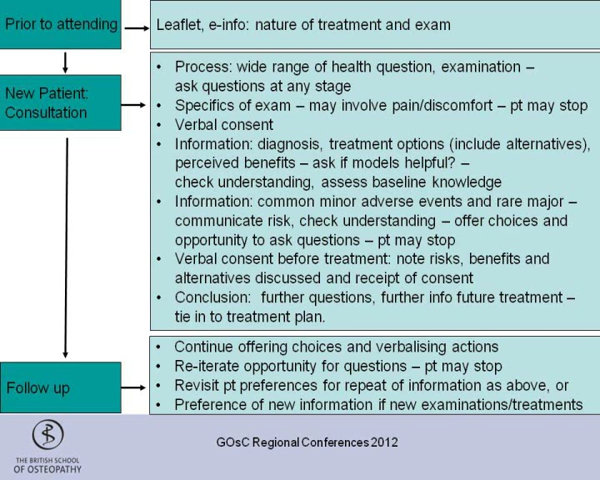 Prior to attending
Leaflet, e-info: nature of treatment and exam
New Patient:
Consultation
• Process: wide range of health question, examination –
ask questions at any stage
• Specifics of exam – may involve pain/discomfort – pt may stop
• Verbal consent
• Information: diagnosis, treatment options (include alternatives),
perceived benefits – ask if models helpful? –
check understanding, assess baseline knowledge
• Information: common minor adverse events and rare major –
communicate risk, check understanding – offer choices and
opportunity to ask questions – pt may stop
• Verbal consent before treatment: note risks, benefits and
alternatives discussed and receipt of consent
• Conclusion: further questions, further info future treatment –
tie in to treatment plan.
Follow up
• Continue offering choices and verbalising actions
• Re-iterate opportunity for questions – pt may stop
• Revisit pt preferences for repeat of information as above, or
• Preference of new information if new examinations/treatments
THE BRITISH SCHOOL
OF OSTEOPATHY
GOsC Regional Conferences 2012